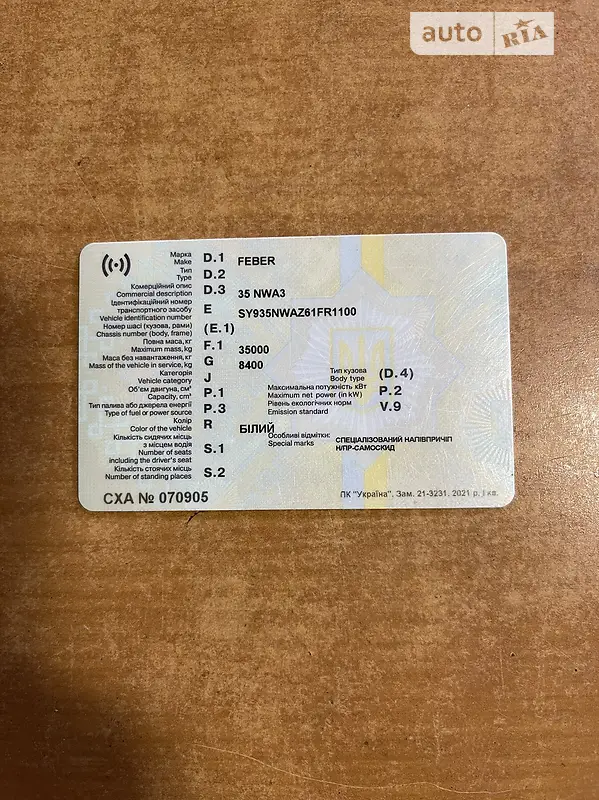 auto RIA
Марка
Make D.1 FEBER
Тип
Type D.2
Комерційний опис
Commercial description D.3 35 NWA3
Ідентифікаційний номер
транспортного засобу
Vehicle identification number E SY935NWAZ61FR1100
Номер шасі (кузова, рами)
Chassis number (body, frame) (E.1)
Повна маса, кг
Maximum mass, kg F.1 35000
Маса без навантаження, кг
Mass of the vehicle in service, kg G 8400
Категорія
Vehicle category J
Тип кузова
Body type (D.4)
Об'єм двигуна, см³
Capacity, cm³ P.1
Максимальна потужність кВт
Maximum net power (in kW) P.2
Тип палива або джерела енергії
Type of fuel or power source P.3
Рівень екологічних норм
Emission standard V.9
Колір
Color of the vehicle R БІЛИЙ
Кількість сидячих місць
з місцем водія
Number of seats
including the driver's seat S.1
Особливі відмітки:
Special marks СПЕЦІАЛІЗОВАНИЙ НАПІВПРИЧІП
Н/ПР-САМОСКИД
Кількість стоячих місць
Number of standing places S.2
СХА № 070905
ПК "Україна", Зам. 21-3231, 2021 р, І кв.